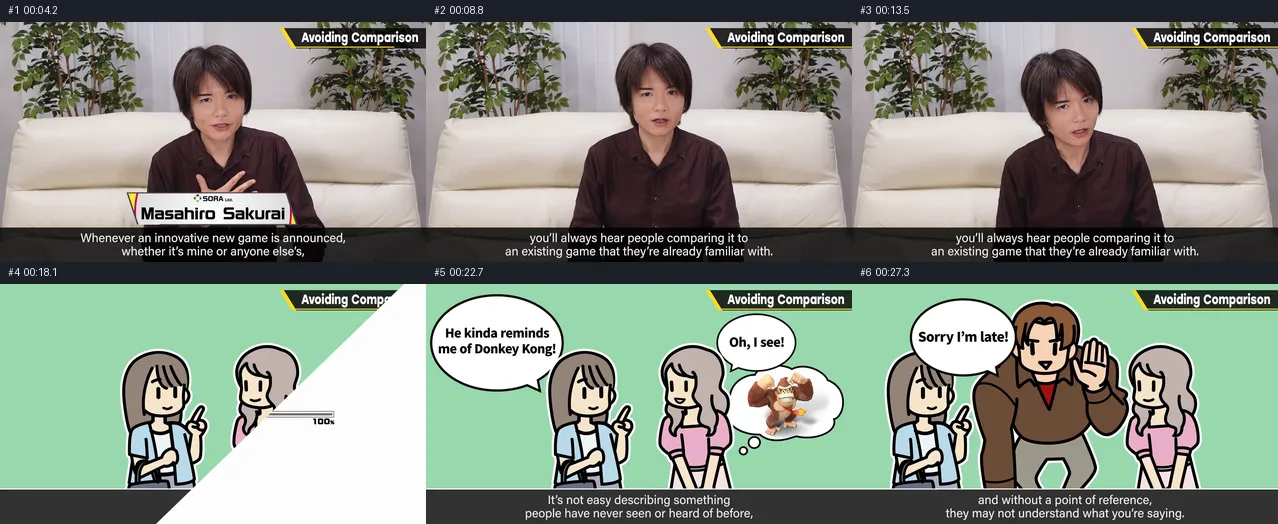 #1 00:04.2
Avoiding Comparison
SORA Ltd.
Masahiro Sakurai
Whenever an innovative new game is announced,
whether it's mine or anyone else's,
#2 00:08.8
Avoiding Comparison
you'll always hear people comparing it to
an existing game that they're already familiar with.
#3 00:13.5
Avoiding Comparison
you'll always hear people comparing it to
an existing game that they're already familiar with.
#4 00:18.1
Avoiding Comp
100%
#5 00:22.7
Avoiding Comparison
He kinda reminds
me of Donkey Kong!
Oh, I see!
It's not easy describing something
people have never seen or heard of before,
#6 00:27.3
Avoiding Comparison
Sorry I'm late!
and without a point of reference,
they may not understand what you're saying.